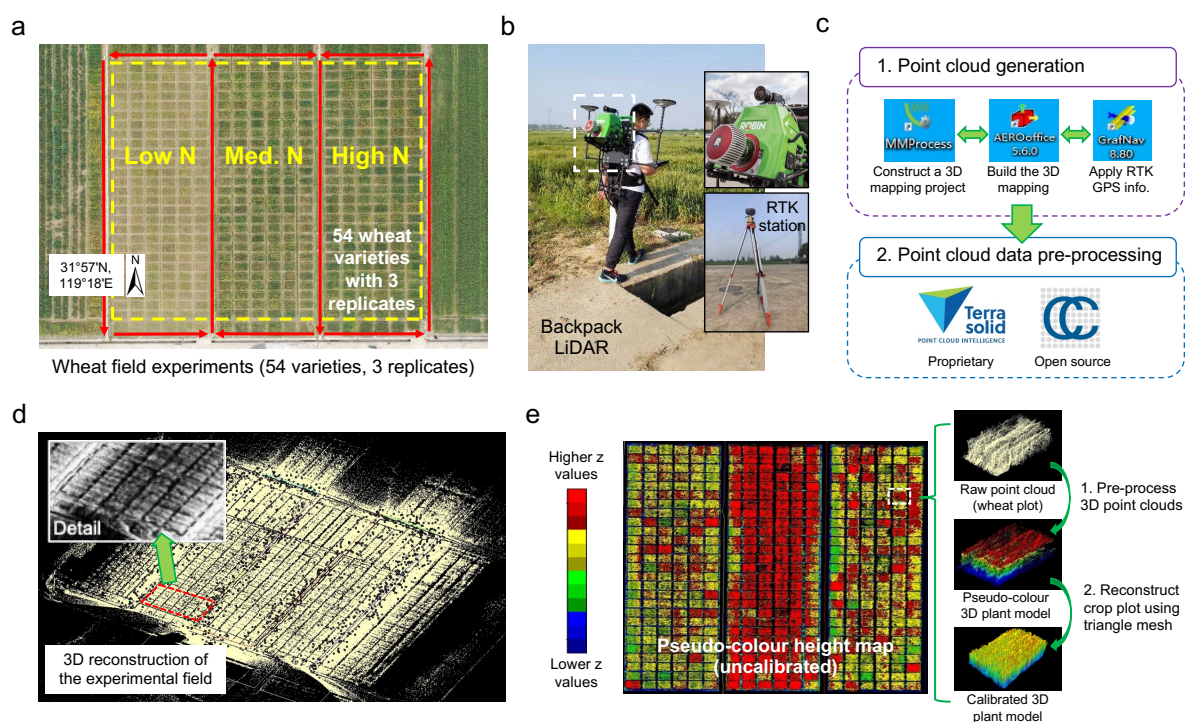 a
Low N
Med. N
High N
54 wheat
varieties
with 3
replicates
31°57'N,
119°18'E
N
Wheat field experiments (54 varieties, 3 replicates)
b
ROBIN
RTK
station
Backpack
LiDAR
c
1. Point cloud generation
MMProcess
AEROoffice
5.6.0
GrafNav
8.80
Construct a 3D
mapping project
Build the 3D
mapping
Apply RTK
GPS info.
2. Point cloud data pre-processing
Terra
solid
POINT CLOUD INTELLIGENCE
CC
Proprietary
Open source
d
Detail
3D reconstruction of
the experimental field
e
Higher z
values
Lower z
values
Pseudo-colour height map
(uncalibrated)
Raw point cloud
(wheat plot)
1. Pre-process
3D point clouds
Pseudo-colour
3D plant model
2. Reconstruct
crop plot using
triangle mesh
Calibrated 3D
plant model